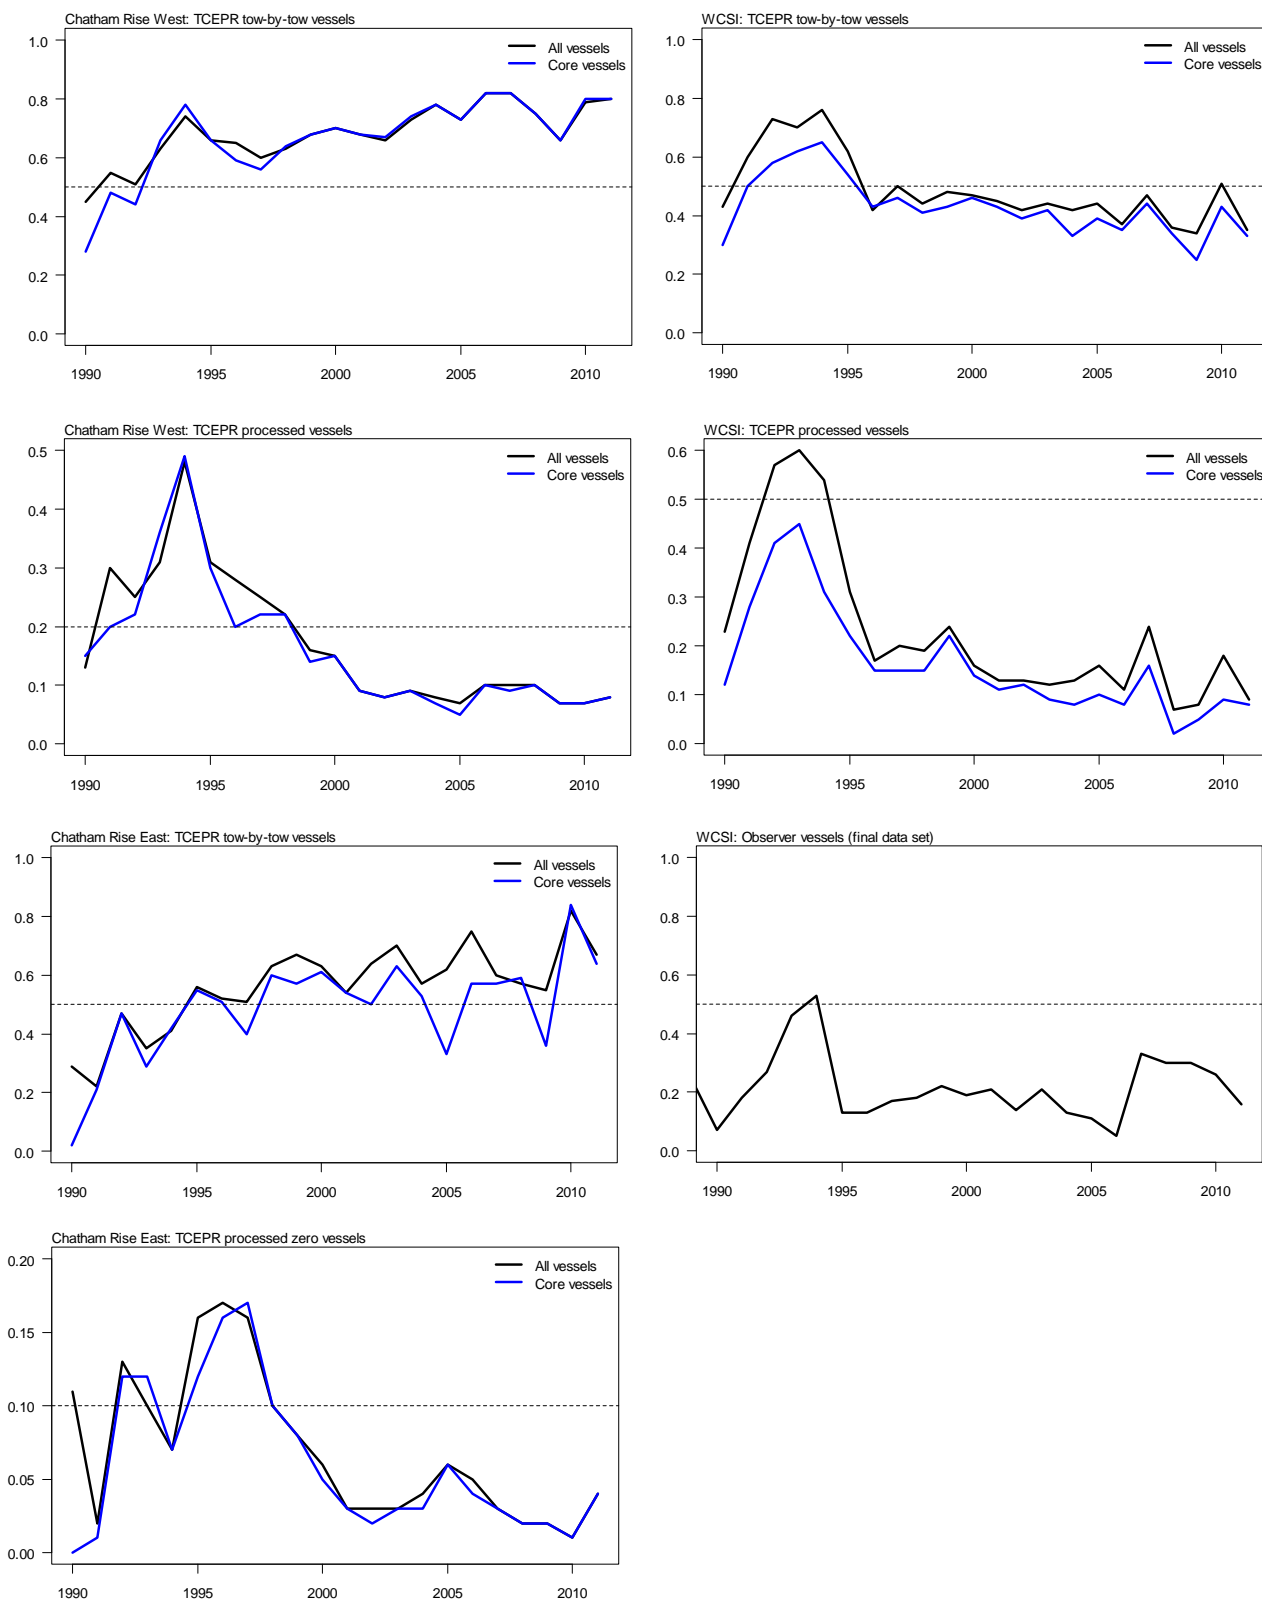 Chatham Rise West: TCEPR tow-by-tow vessels
1.0
0.8
0.6
0.4
0.2
0.0
All vessels
Core vessels
1990 1995 2000 2005 2010
WCSI: TCEPR tow-by-tow vessels
1.0
0.8
0.6
0.4
0.2
0.0
All vessels
Core vessels
1990 1995 2000 2005 2010
Chatham Rise West: TCEPR processed vessels
0.5
0.4
0.3
0.2
0.1
0.0
All vessels
Core vessels
1990 1995 2000 2005 2010
WCSI: TCEPR processed vessels
0.6
0.5
0.4
0.3
0.2
0.1
0.0
All vessels
Core vessels
1990 1995 2000 2005 2010
Chatham Rise East: TCEPR tow-by-tow vessels
1.0
0.8
0.6
0.4
0.2
0.0
All vessels
Core vessels
1990 1995 2000 2005 2010
WCSI: Observer vessels (final data set)
1.0
0.8
0.6
0.4
0.2
0.0
1990 1995 2000 2005 2010
Chatham Rise East: TCEPR processed zero vessels
0.20
0.15
0.10
0.05
0.00
All vessels
Core vessels
1990 1995 2000 2005 2010